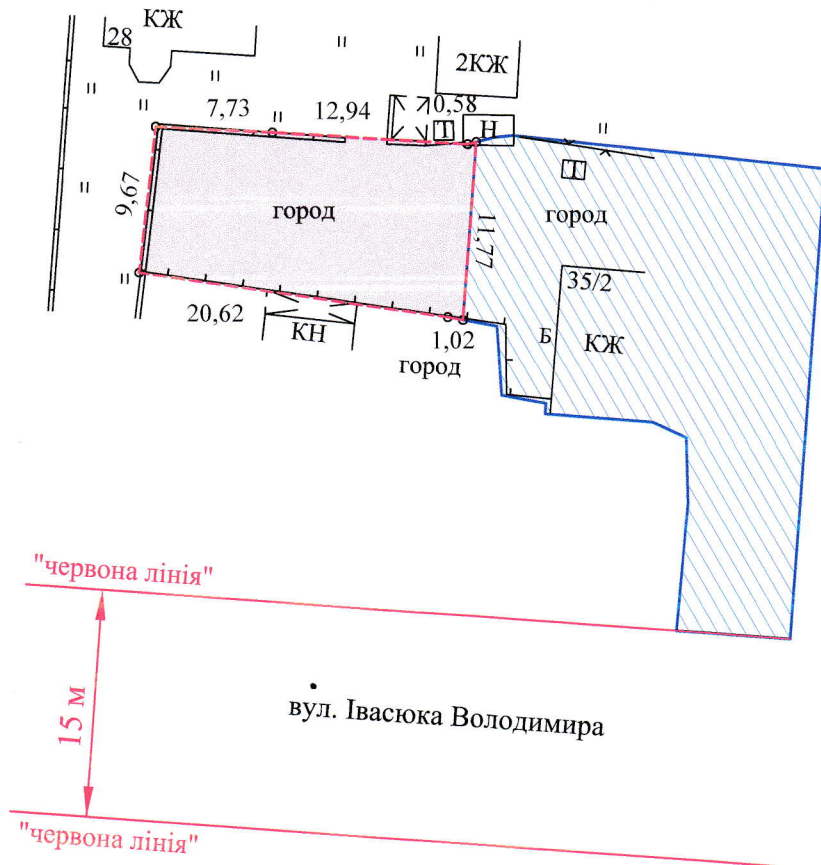 КЖ
28
2КЖ
7,73
12,94
0,58
Т
Н
Т
9,67
город
город
11,77
35/2
20,62
КН
1,02
Б
КЖ
город
"червона лінія"
15 м
вул. Івасюка Володимира
"червона лінія"